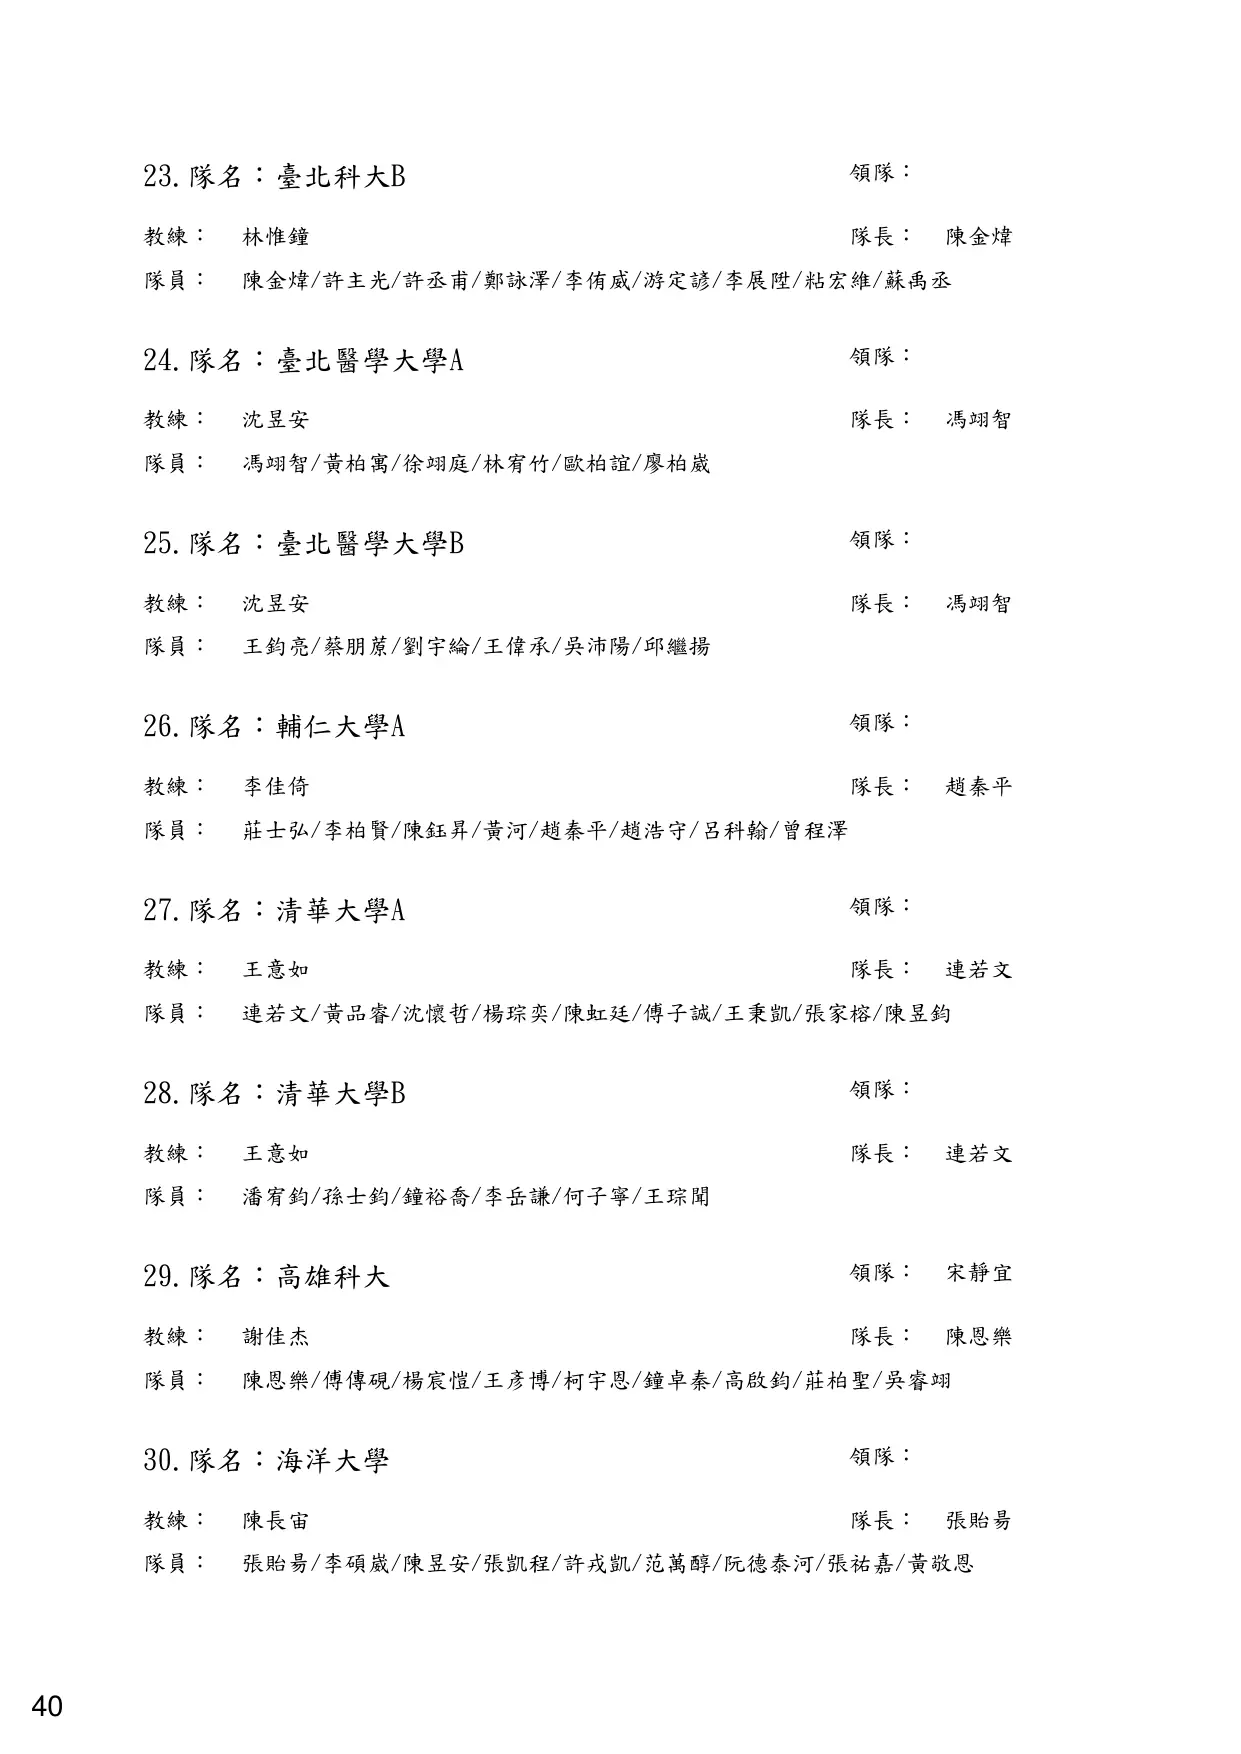 23.隊名：臺北科大B 領隊：
教練： 林惟鐘 隊長： 陳金煒
隊員： 陳金煒/許主光/許丞甫/鄭詠澤/李侑威/游定諺/李展陞/粘宏維/蘇禹丞
24.隊名：臺北醫學大學A 領隊：
教練： 沈昱安 隊長： 馮翊智
隊員： 馮翊智/黃柏寓/徐翊庭/林宥竹/歐柏誼/廖柏崴
25.隊名：臺北醫學大學B 領隊：
教練： 沈昱安 隊長： 馮翊智
隊員： 王鈞亮/蔡朋蒝/劉宇綸/王偉承/吳沛陽/邱繼揚
26.隊名：輔仁大學A 領隊：
教練： 李佳倚 隊長： 趙秦平
隊員： 莊士弘/李柏賢/陳鈺昇/黃河/趙秦平/趙浩守/呂科翰/曾程澤
27.隊名：清華大學A 領隊：
教練： 王意如 隊長： 連若文
隊員： 連若文/黃品睿/沈懷哲/楊琮奕/陳虹廷/傅子誠/王秉凱/張家榕/陳昱鈞
28.隊名：清華大學B 領隊：
教練： 王意如 隊長： 連若文
隊員： 潘宥鈞/孫士鈞/鐘裕喬/李岳謙/何子寧/王琮聞
29.隊名：高雄科大 領隊： 宋靜宜
教練： 謝佳杰 隊長： 陳恩樂
隊員： 陳恩樂/傅傳硯/楊宸愷/王彥博/柯宇恩/鐘卓秦/高啟鈞/莊柏聖/吳睿翊
30.隊名：海洋大學 領隊：
教練： 陳長宙 隊長： 張貽昜
隊員： 張貽昜/李碩崴/陳昱安/張凱程/許戎凱/范萬醇/阮德泰河/張祐嘉/黃敬恩
40